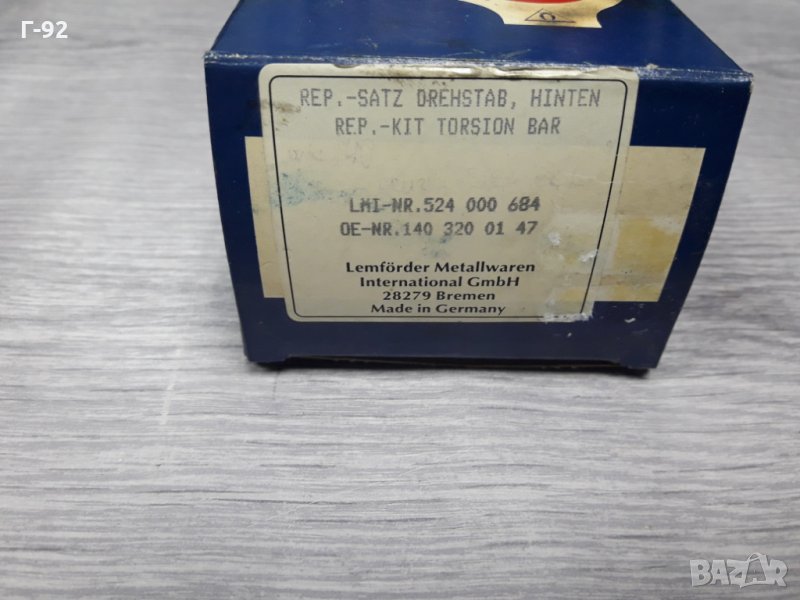 Г-92
REP.-SATZ DREHSTAB, HINTEN
REP.-KIT TORSION BAR
LMI-NR.524 000 684
OE-NR.140 320 01 47
Lemförder Metallwaren
International GmbH
28279 Bremen
Made in Germany
BAZAR